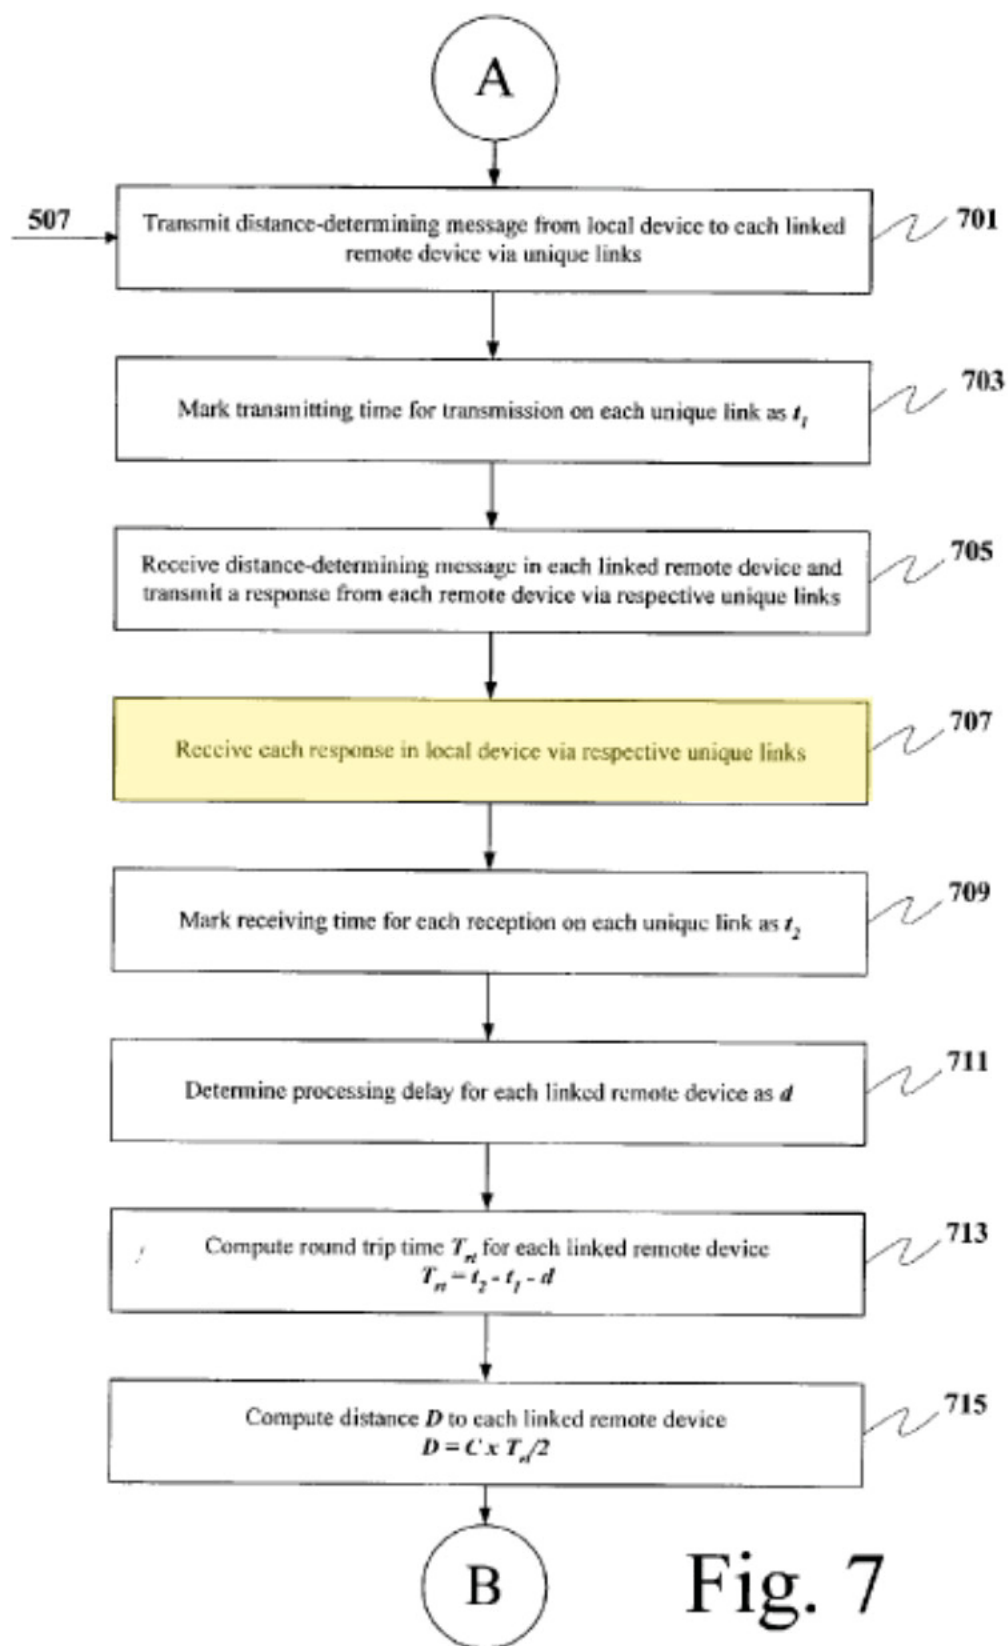 A
507
Transmit distance-determining message from local device to each linked
remote device via unique links
701
Mark transmitting time for transmission on each unique link as t₁
703
Receive distance-determining message in each linked remote device and
transmit a response from each remote device via respective unique links
705
Receive each response in local device via respective unique links
707
Mark receiving time for each reception on each unique link as t₂
709
Determine processing delay for each linked remote device as d
711
Compute round trip time Tᵣₜ for each linked remote device
Tᵣₜ = t₂ - t₁ - d
713
Compute distance D to each linked remote device
D = C x Tᵣₜ/2
715
B
Fig. 7